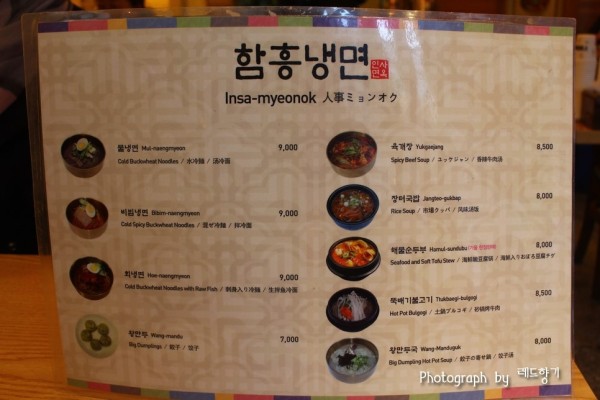 함흥냉면 인사면옥
Insa-myeonok 人事ミョンオク
물냉면 Mul-naengmyeon 9,000
Cold Buckwheat Noodles / 水冷麺 / 汤冷面
비빔냉면 Bibim-naengmyeon 9,000
Cold Spicy Buckwheat Noodles / 混ぜ冷麺 / 拌冷面
회냉면 Hoe-naengmyeon 9,000
Cold Buckwheat Noodles with Raw Fish / 刺身入り冷麺 / 生拌鱼冷面
왕만두 Wang-mandu 7,000
Big Dumplings / 餃子 / 饺子
육개장 Yukgaejang 8,500
Spicy Beef Soup / ユッケジャン / 香辣牛肉汤
장터국밥 Jangteo-gukbap 8,000
Rice Soup / 市場クッパ / 风味汤饭
해물순두부 Hamul-sundubu 8,000
Seafood and Soft Tofu Stew / 海鲜嫩豆腐锅 / 海鮮入りおぼろ豆腐チゲ
뚝배기불고기 Ttukbaegi-bulgogi 8,500
Hot Pot Bulgogi / 土鍋プルコギ / 砂锅烤牛肉
왕만두국 Wang-Manduguk 8,000
Big Dumpling Hot Soup / 餃子の寄せ鍋 / 饺子汤
Photograph by 레드향기